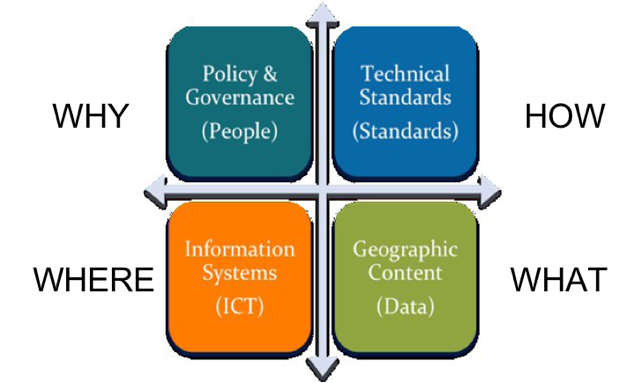 WHY
Policy &
Governance
(People)
Technical
Standards
(Standards)
HOW
WHERE
Information
Systems
(ICT)
Geographic
Content
(Data)
WHAT